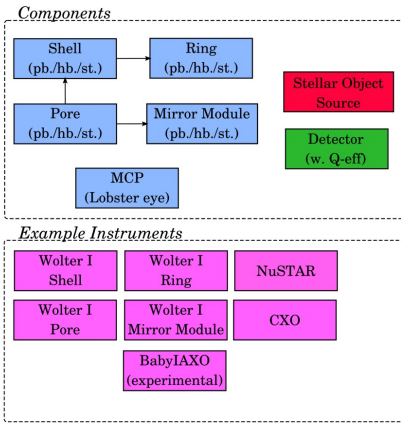 Components
Shell
(pb./hb./st.)
Ring
(pb./hb./st.)
Pore
(pb./hb./st.)
Mirror Module
(pb./hb./st.)
Stellar Object
Source
Detector
(w. Q-eff)
MCP
(Lobster eye)
Example Instruments
Wolter I
Shell
Wolter I
Ring
NuSTAR
Wolter I
Pore
Wolter I
Mirror Module
CXO
BabyIAXO
(experimental)